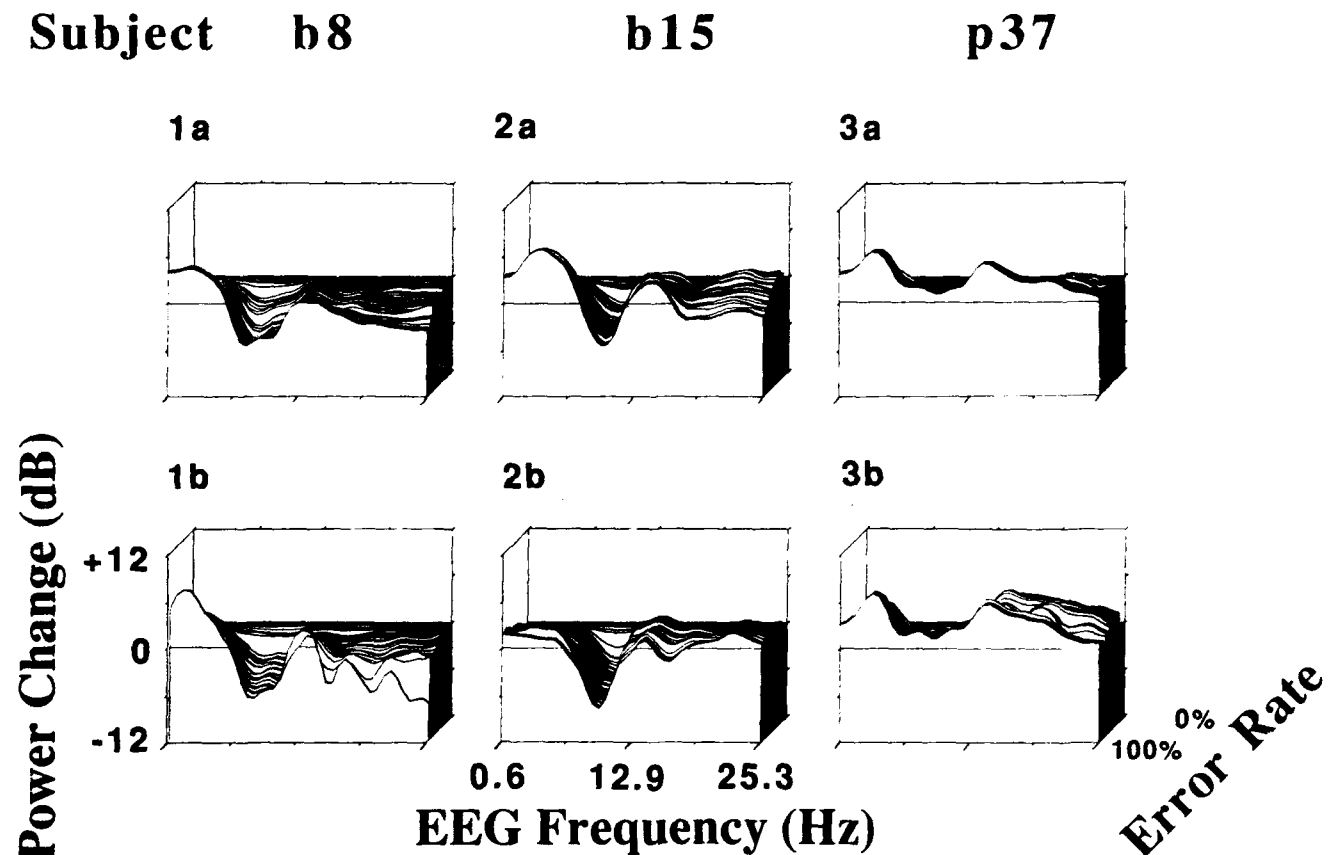 Subject b8 b15 p37
1a 2a 3a
1b 2b 3b
Power Change (dB)
+12
0
-12
0.6 12.9 25.3
EEG Frequency (Hz)
0%
100%
Error Rate